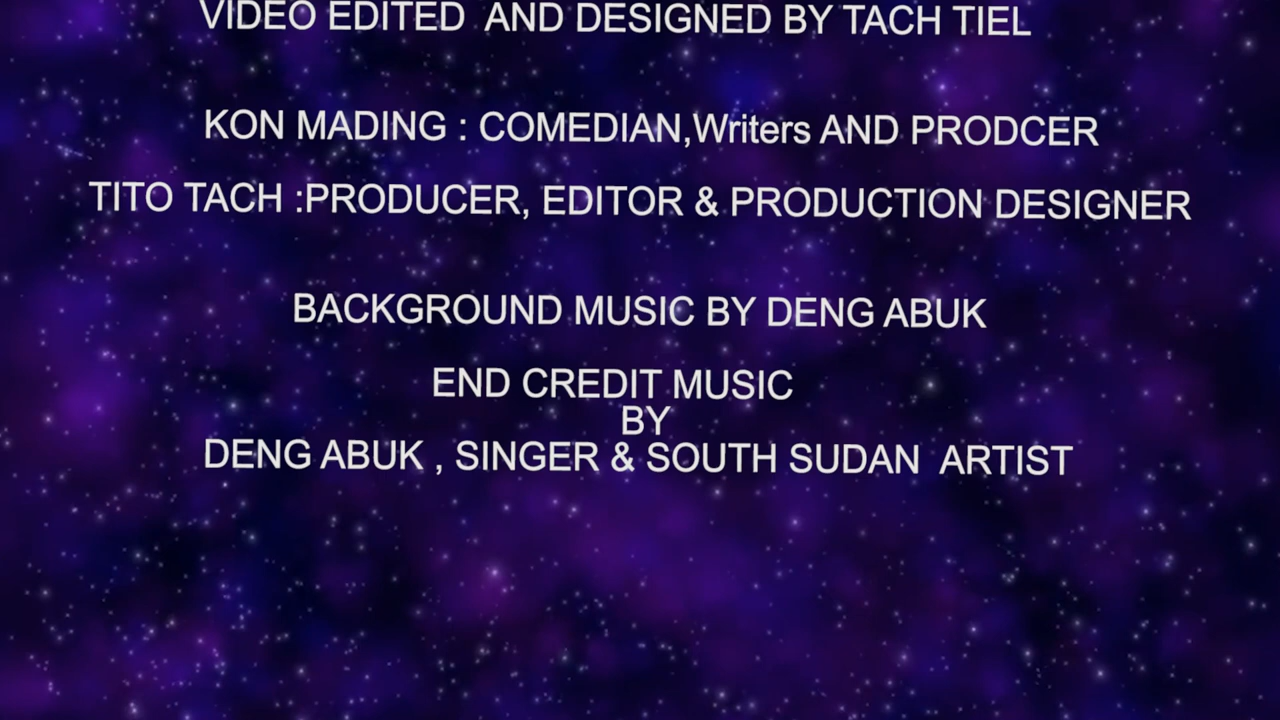 VIDEO EDITED AND DESIGNED BY TACH TIEL
KON MADING : COMEDIAN,Writers AND PRODCER
TITO TACH :PRODUCER, EDITOR & PRODUCTION DESIGNER
BACKGROUND MUSIC BY DENG ABUK
END CREDIT MUSIC
BY
DENG ABUK , SINGER & SOUTH SUDAN ARTIST